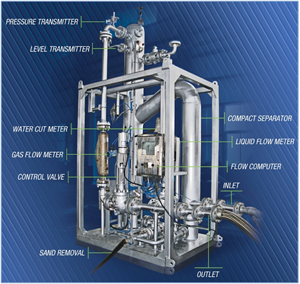 PRESSURE TRANSMITTER
LEVEL TRANSMITTER
WATER CUT METER
GAS FLOW METER
CONTROL VALVE
SAND REMOVAL
COMPACT SEPARATOR
LIQUID FLOW METER
FLOW COMPUTER
INLET
OUTLET